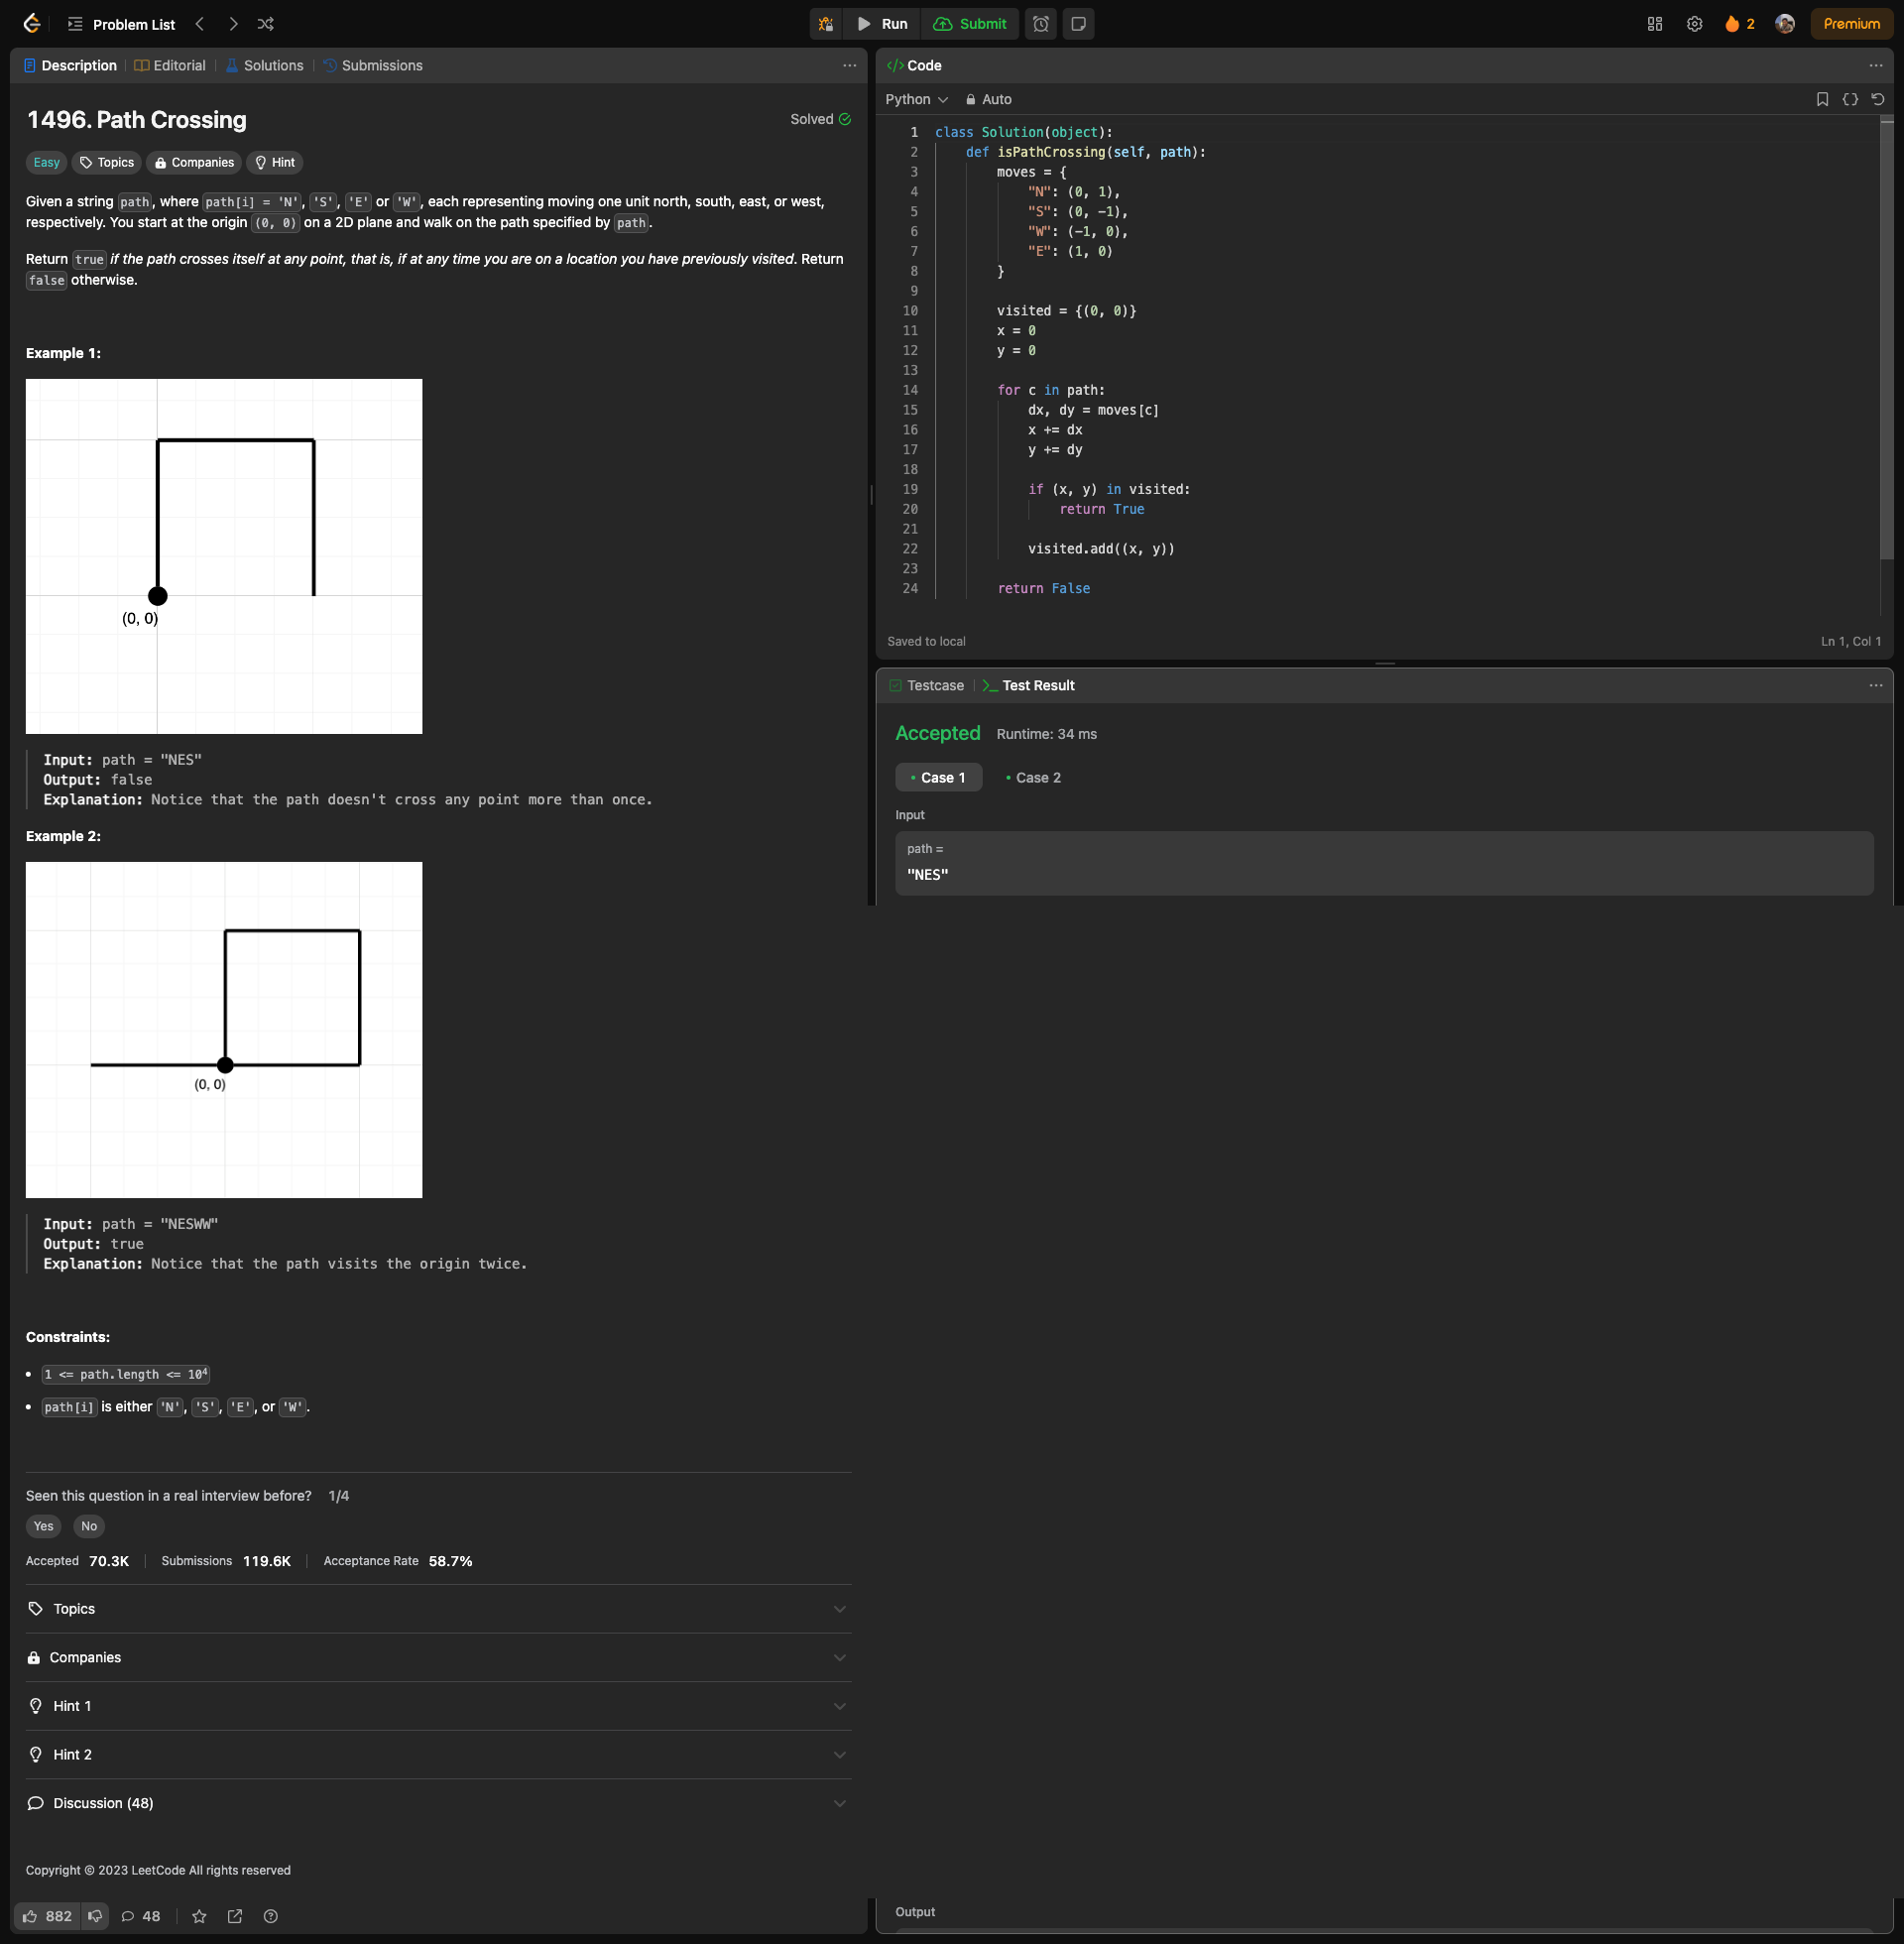 Problem List
Run
Submit
2
Premium
Description
Editorial
Solutions
Submissions
1496. Path Crossing
Solved
Easy
Topics
Companies
Hint
Given a string path, where path[i] = 'N', 'S', 'E' or 'W', each representing moving one unit north, south, east, or west,
respectively. You start at the origin (0, 0) on a 2D plane and walk on the path specified by path.
Return true if the path crosses itself at any point, that is, if at any time you are on a location you have previously visited. Return
false otherwise.
Example 1:
(0, 0)
Input: path = "NES"
Output: false
Explanation: Notice that the path doesn't cross any point more than once.
Example 2:
(0, 0)
Input: path = "NESWW"
Output: true
Explanation: Notice that the path visits the origin twice.
Constraints:
• 1 <= path.length <= 10⁴
• path[i] is either 'N', 'S', 'E', or 'W'.
Seen this question in a real interview before? 1/4
Yes
No
Accepted 70.3K
Submissions 119.6K
Acceptance Rate 58.7%
Topics
Companies
Hint 1
Hint 2
Discussion (48)
Copyright © 2023 LeetCode All rights reserved
882
48
</> Code
Python
Auto
1 class Solution(object):
2     def isPathCrossing(self, path):
3         moves = {
4             "N": (0, 1),
5             "S": (0, -1),
6             "W": (-1, 0),
7             "E": (1, 0)
8         }
9
10         visited = {(0, 0)}
11         x = 0
12         y = 0
13
14         for c in path:
15             dx, dy = moves[c]
16             x += dx
17             y += dy
18
19             if (x, y) in visited:
20                 return True
21
22             visited.add((x, y))
23
24         return False
Saved to local
Ln 1, Col 1
Testcase
Test Result
Accepted
Runtime: 34 ms
• Case 1
• Case 2
Input
path =
"NES"
Output